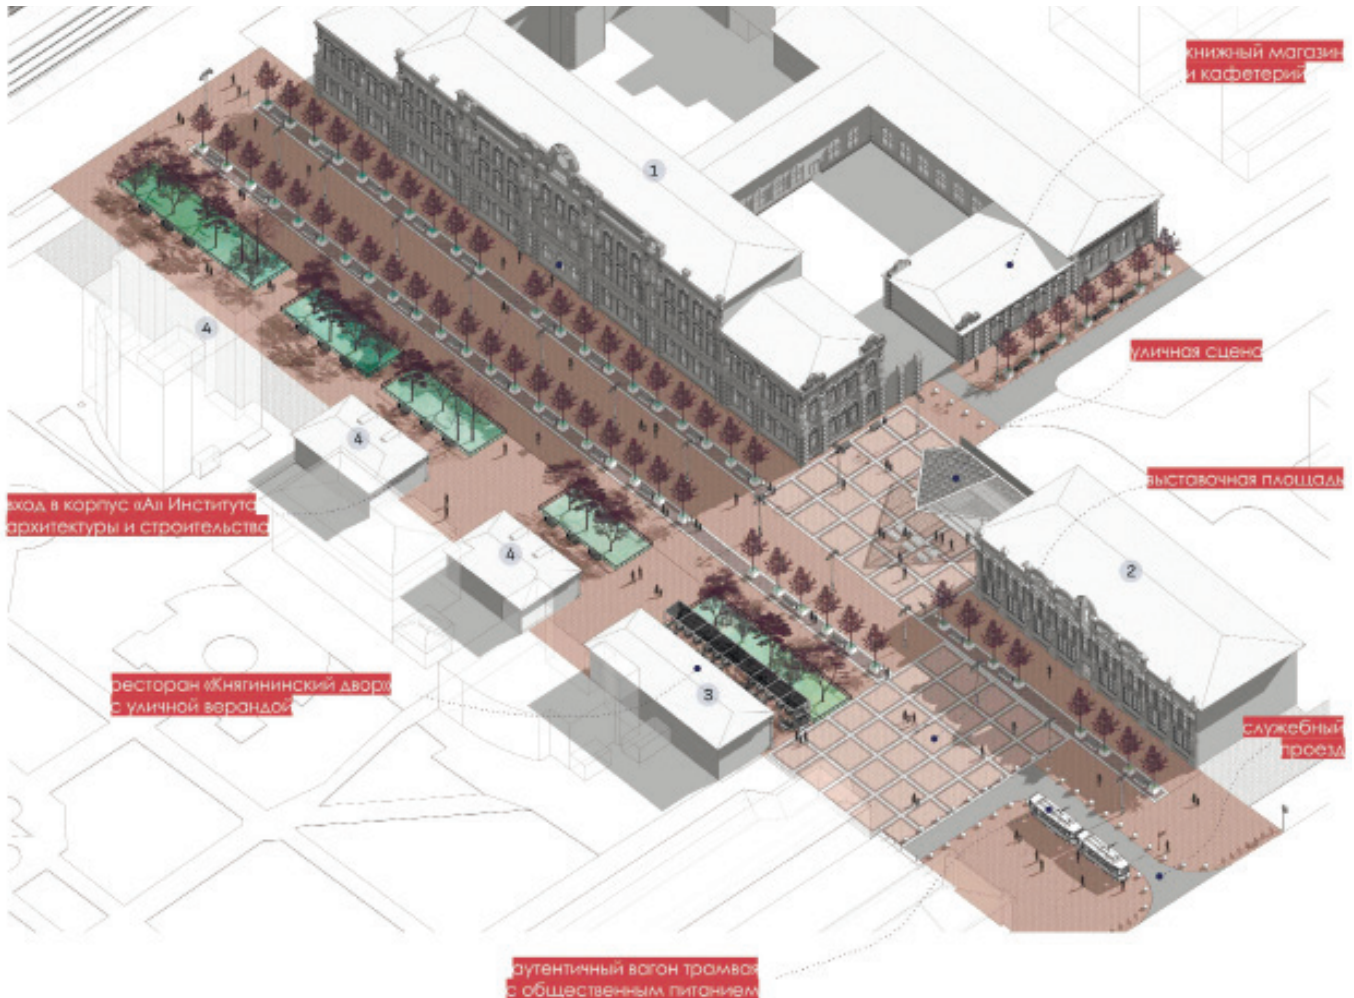 книжный магазин
и кафетерий
1
4
уличная сцена
4
выставочная площадь
вход в корпус «А» Института
архитектуры и строительства
4
2
ресторан «Княгининский двор»
с уличной верандой
3
служебный
проезд
аутентичный вагон трамвая
с общественным питанием